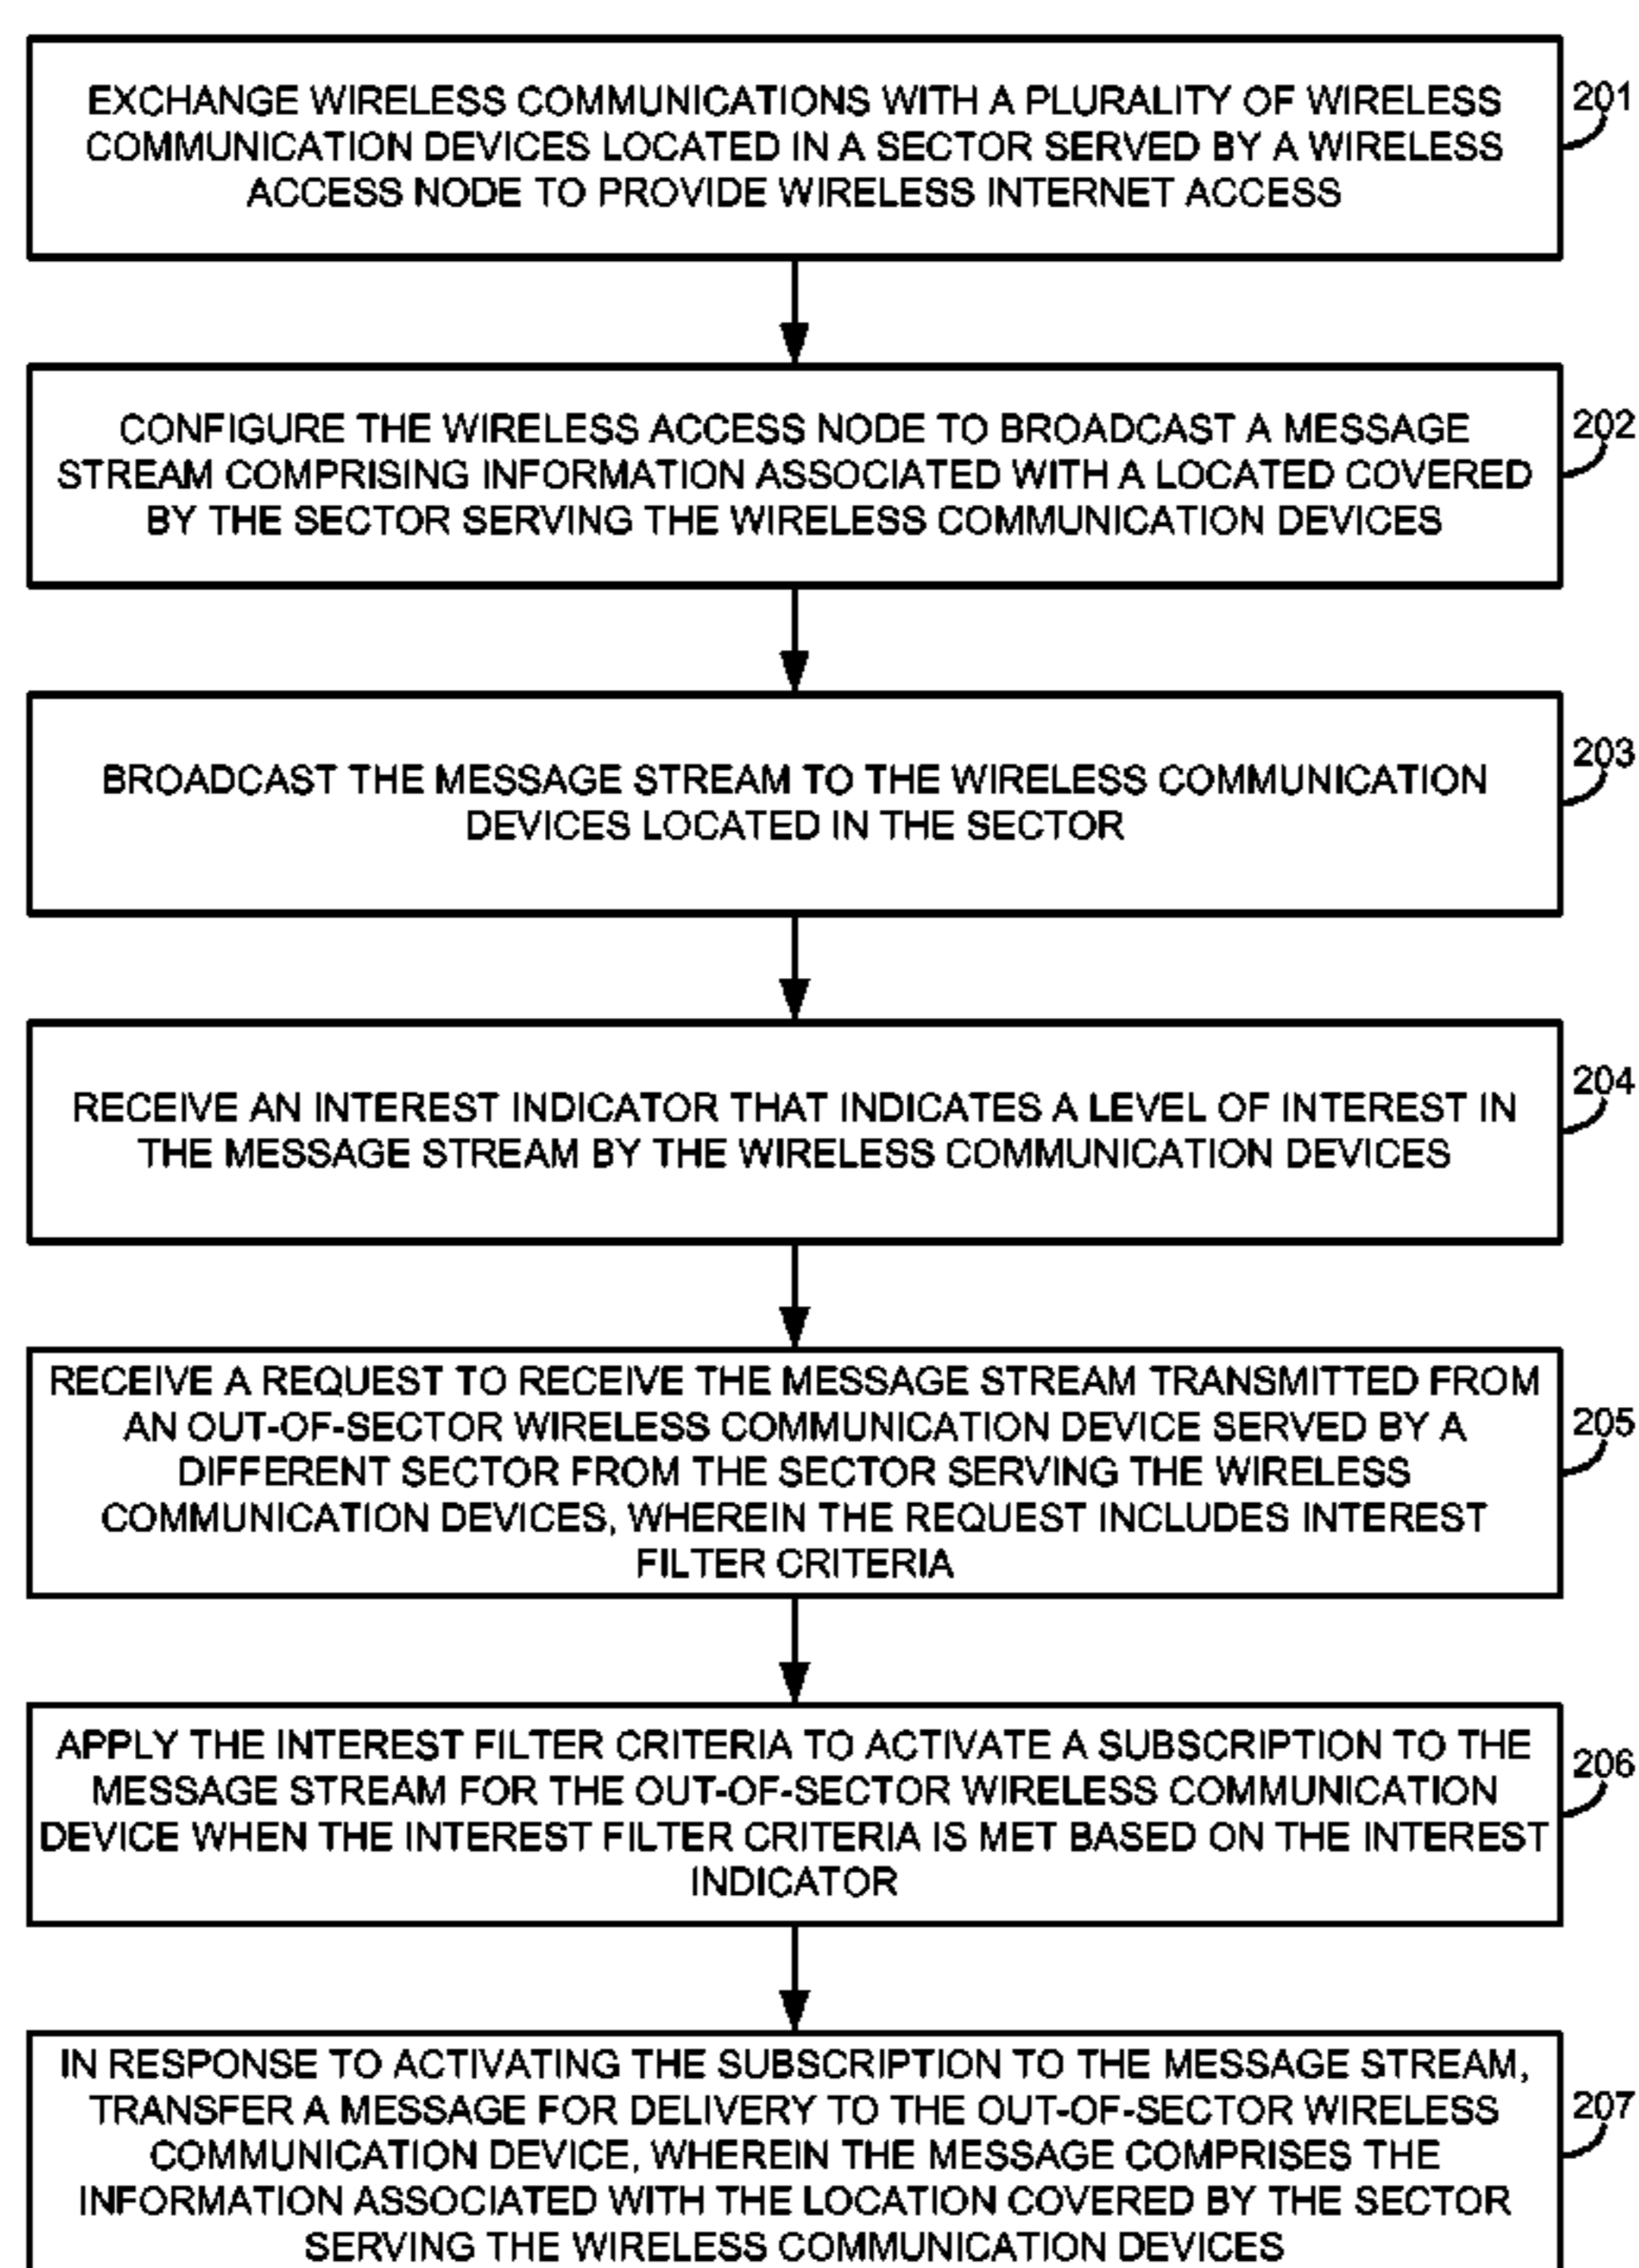 EXCHANGE WIRELESS COMMUNICATIONS WITH A PLURALITY OF WIRELESS
COMMUNICATION DEVICES LOCATED IN A SECTOR SERVED BY A WIRELESS
ACCESS NODE TO PROVIDE WIRELESS INTERNET ACCESS
201
CONFIGURE THE WIRELESS ACCESS NODE TO BROADCAST A MESSAGE
STREAM COMPRISING INFORMATION ASSOCIATED WITH A LOCATED COVERED
BY THE SECTOR SERVING THE WIRELESS COMMUNICATION DEVICES
202
BROADCAST THE MESSAGE STREAM TO THE WIRELESS COMMUNICATION
DEVICES LOCATED IN THE SECTOR
203
RECEIVE AN INTEREST INDICATOR THAT INDICATES A LEVEL OF INTEREST IN
THE MESSAGE STREAM BY THE WIRELESS COMMUNICATION DEVICES
204
RECEIVE A REQUEST TO RECEIVE THE MESSAGE STREAM TRANSMITTED FROM
AN OUT-OF-SECTOR WIRELESS COMMUNICATION DEVICE SERVED BY A
DIFFERENT SECTOR FROM THE SECTOR SERVING THE WIRELESS
COMMUNICATION DEVICES, WHEREIN THE REQUEST INCLUDES INTEREST
FILTER CRITERIA
205
APPLY THE INTEREST FILTER CRITERIA TO ACTIVATE A SUBSCRIPTION TO THE
MESSAGE STREAM FOR THE OUT-OF-SECTOR WIRELESS COMMUNICATION
DEVICE WHEN THE INTEREST FILTER CRITERIA IS MET BASED ON THE INTEREST
INDICATOR
206
IN RESPONSE TO ACTIVATING THE SUBSCRIPTION TO THE MESSAGE STREAM,
TRANSFER A MESSAGE FOR DELIVERY TO THE OUT-OF-SECTOR WIRELESS
COMMUNICATION DEVICE, WHEREIN THE MESSAGE COMPRISES THE
INFORMATION ASSOCIATED WITH THE LOCATION COVERED BY THE SECTOR
SERVING THE WIRELESS COMMUNICATION DEVICES
207